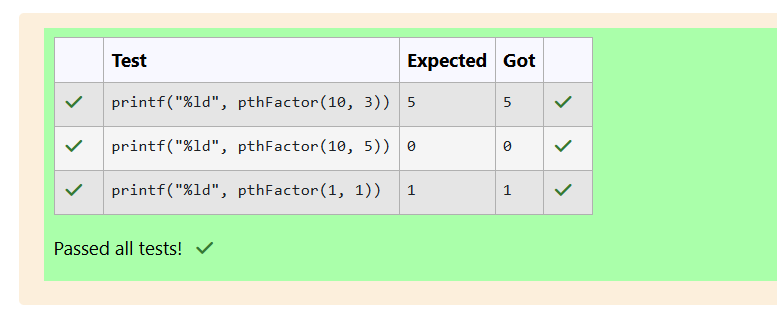 Test Expected Got
printf("%ld", pthFactor(10, 3)) 5 5
printf("%ld", pthFactor(10, 5)) 0 0
printf("%ld", pthFactor(1, 1)) 1 1
Passed all tests!